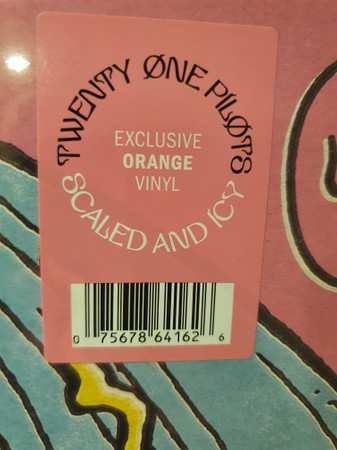 TWENTY ØNE PILØTS
EXCLUSIVE
ORANGE
VINYL
SCALED AND ICY
0 75678 64162 6